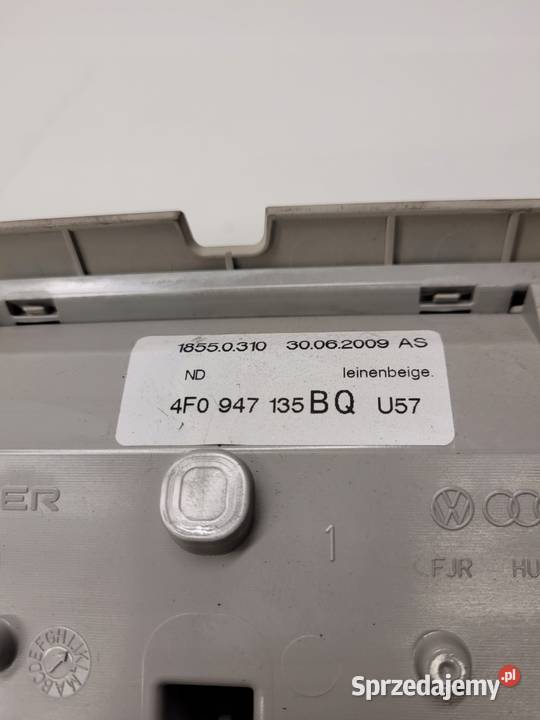 1855.0.310 30.06.2009 AS
ND leinenbeige.
4F0 947 135 BQ U57
ER
1
FJR HU
Sprzedajemy.pl